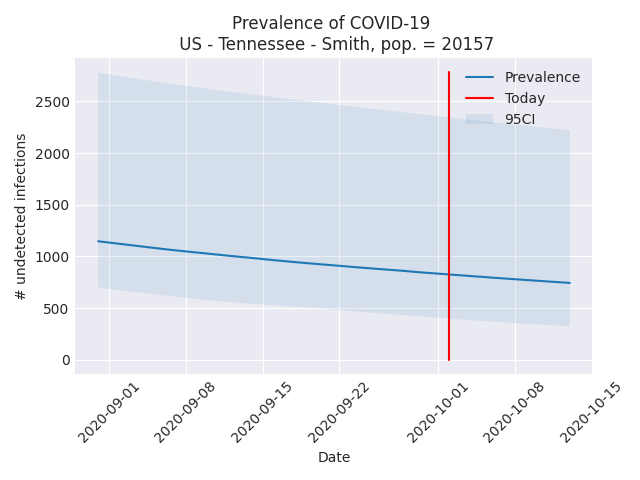 Prevalence of COVID-19
US - Tennessee - Smith, pop. = 20157
Prevalence
Today
95CI
# undetected infections
2500
2000
1500
1000
500
0
2020-09-01
2020-09-08
2020-09-15
2020-09-22
2020-10-01
2020-10-08
2020-10-15
Date